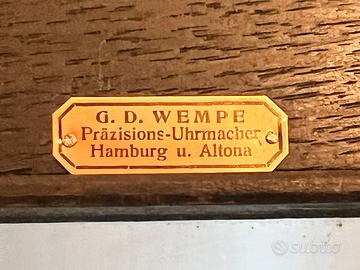 G. D. WEMPE
Präzisions-Uhrmacher
Hamburg u. Altona
subito